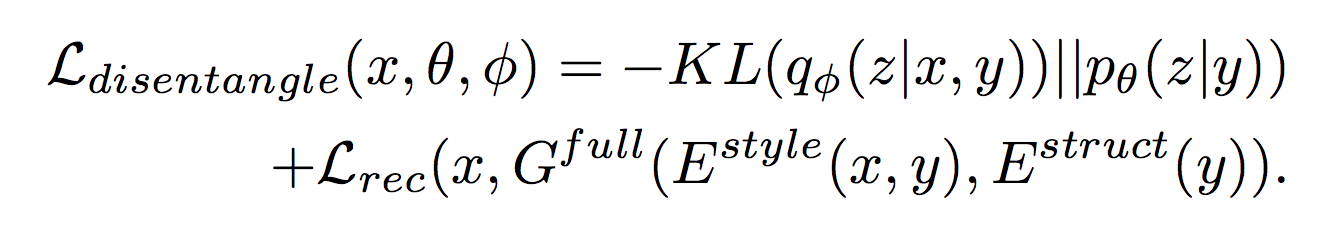 ℒ_{disentangle}(x, θ, ϕ) = −KL(q_ϕ(z|x, y))||p_θ(z|y))
+ℒ_{rec}(x, G^{full}(E^{style}(x, y), E^{struct}(y)).